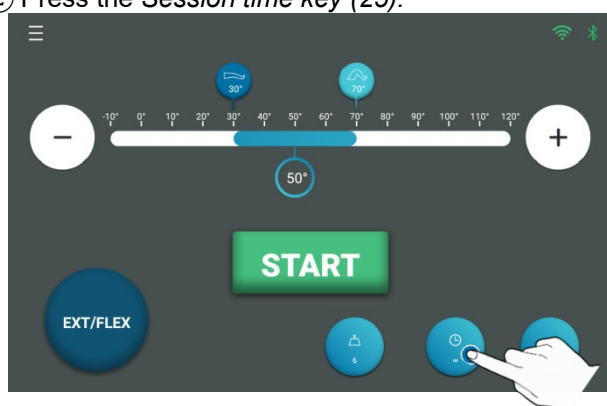 Press the Session time key (25).
30°
70°
-10° 0° 10° 20° 30° 40° 50° 60° 70° 80° 90° 100° 110° 120°
50°
START
EXT/FLEX
6
∞